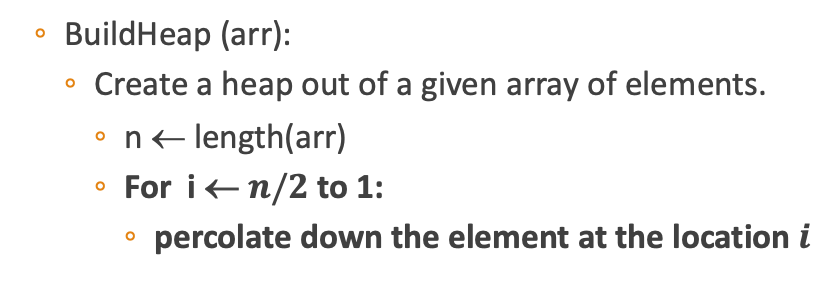 ◦ BuildHeap (arr):
◦ Create a heap out of a given array of elements.
◦ n ← length(arr)
◦ For i ← n/2 to 1:
◦ percolate down the element at the location i